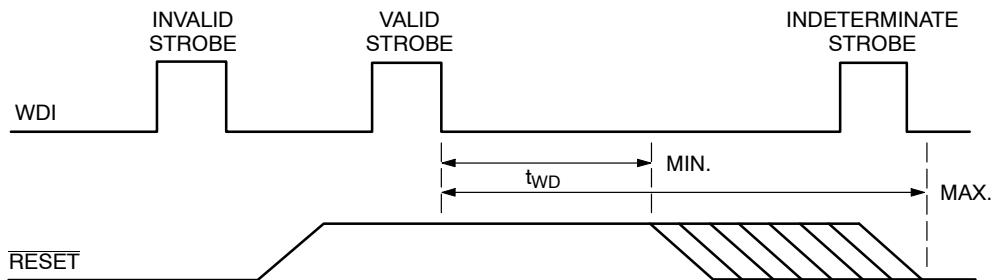 INVALID
STROBE
VALID
STROBE
INDETERMINATE
STROBE
WDI
tWD
MIN.
MAX.
RESET